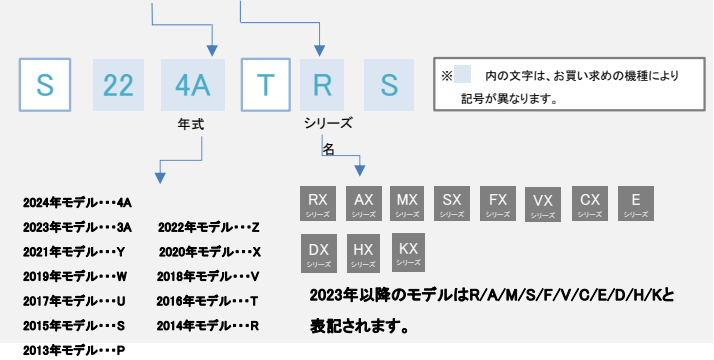 S 22 4A T R S
※ 内の文字は、お買い求めの機種により
記号が異なります。
年式
シリーズ
名
2024年モデル・・・4A
2023年モデル・・・3A
2022年モデル・・・Z
2021年モデル・・・Y
2020年モデル・・・X
2019年モデル・・・W
2018年モデル・・・V
2017年モデル・・・U
2016年モデル・・・T
2015年モデル・・・S
2014年モデル・・・R
2013年モデル・・・P
RX AX MX SX FX VX CX E
シリーズ シリーズ シリーズ シリーズ シリーズ シリーズ シリーズ シリーズ
DX HX KX
シリーズ シリーズ シリーズ
2023年以降のモデルはR/A/M/S/F/V/C/E/D/H/Kと
表記されます。